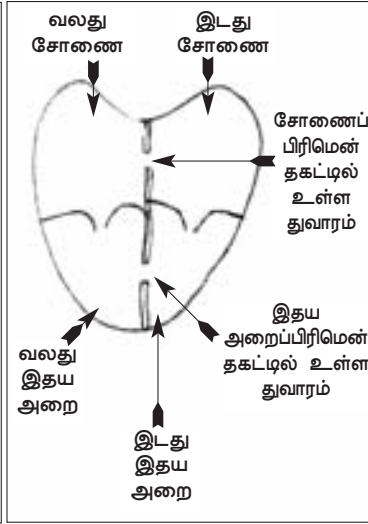 வலது
சோணை
இடது
சோணை
சோணைப்
பிரிமென்
தகட்டில்
உள்ள
துவாரம்
இதய
அறைப்பிரிமென்
தகட்டில் உள்ள
துவாரம்
வலது
இதய
அறை
இடது
இதய
அறை